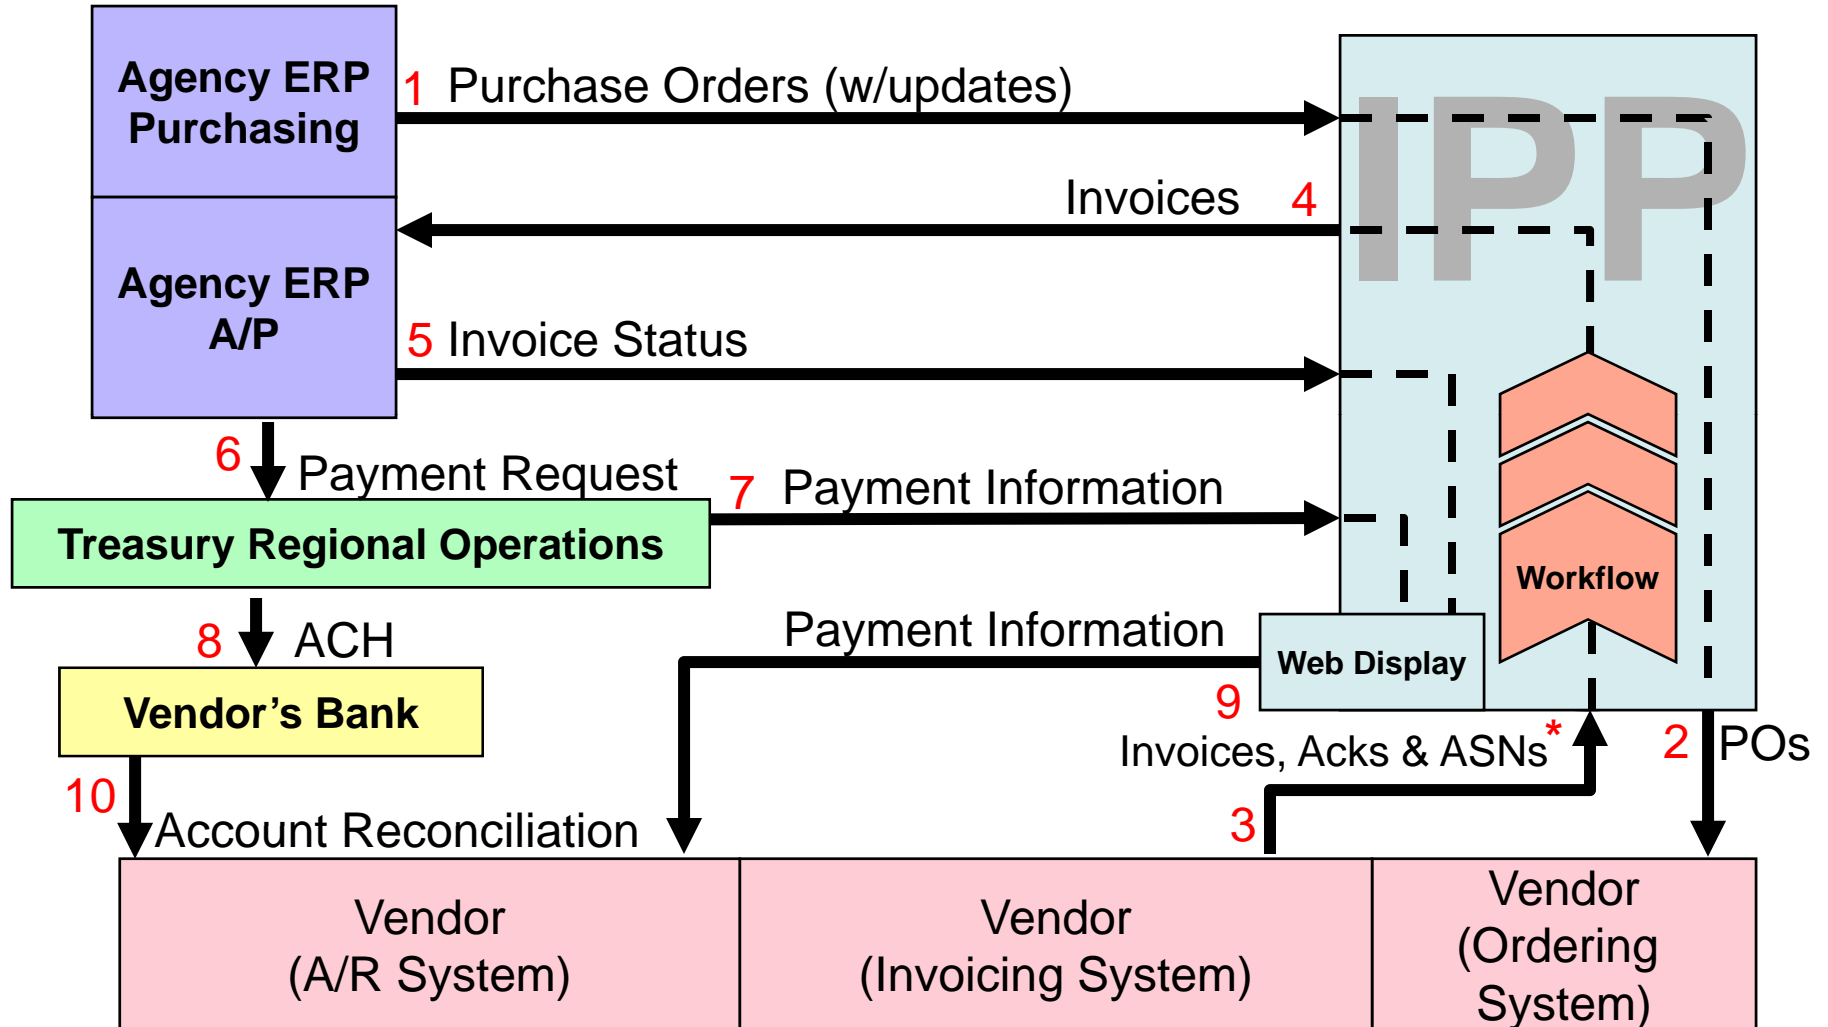 Agency ERP
Purchasing
1 Purchase Orders (w/updates)
IPP
Invoices 4
Agency ERP
A/P
5 Invoice Status
6 Payment Request
7 Payment Information
Treasury Regional Operations
Workflow
8 ACH
Payment Information
Web Display
9
Vendor’s Bank
Invoices, Acks & ASNs*
2 POs
10
Account Reconciliation
3
Vendor
(A/R System)
Vendor
(Invoicing System)
Vendor
(Ordering
System)